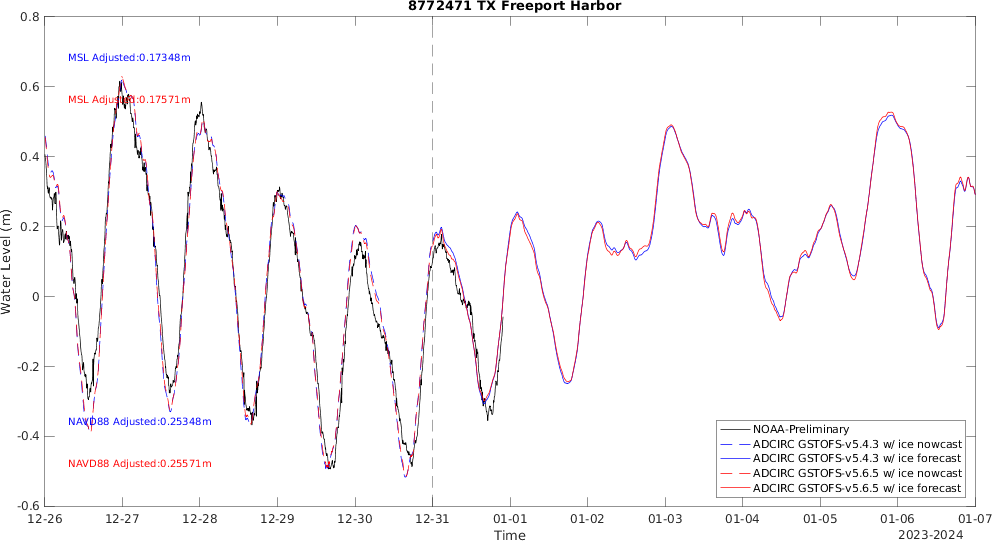 8772471 TX Freeport Harbor
0.8
0.6
0.4
0.2
0
-0.2
-0.4
-0.6
Water Level (m)
MSL Adjusted:0.17348m
MSL Adjusted:0.17571m
NAVD88 Adjusted:0.25348m
NAVD88 Adjusted:0.25571m
NOAA-Preliminary
ADCIRC GSTOFS-v5.4.3 w/ ice nowcast
ADCIRC GSTOFS-v5.4.3 w/ ice forecast
ADCIRC GSTOFS-v5.6.5 w/ ice nowcast
ADCIRC GSTOFS-v5.6.5 w/ ice forecast
12-26 12-27 12-28 12-29 12-30 12-31 01-01 01-02 01-03 01-04 01-05 01-06 01-07
Time
2023-2024